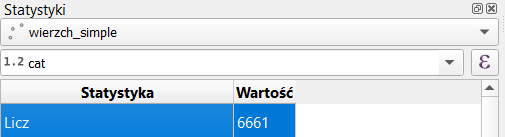 Statystyki
wierzch_simple
1.2 cat
ε
Statystyka Wartość
Licz 6661